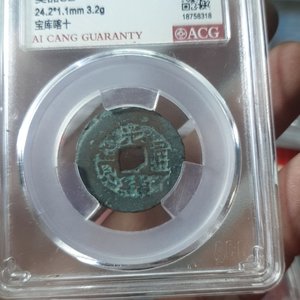 24.2*1.1mm 3.2g
宝库喀十
AI CANG GUARANTY
ACG
18758318